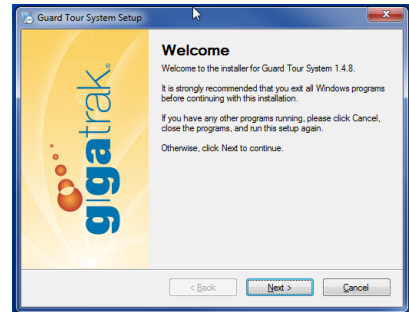 Guard Tour System Setup
Welcome
Welcome to the installer for Guard Tour System 1.4.8.
It is strongly recommended that you exit all Windows programs
before continuing with this installation.
If you have any other programs running, please click Cancel,
close the programs, and run this setup again.
Otherwise, click Next to continue.
gigatrak.
< Back
Next >
Cancel